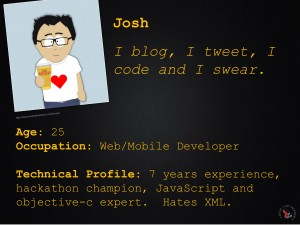 Josh
I blog, I tweet, I
code and I swear.
Age: 25
Occupation: Web/Mobile Developer
Technical Profile: 7 years experience,
hackathon champion, JavaScript and
objective-c expert. Hates XML.